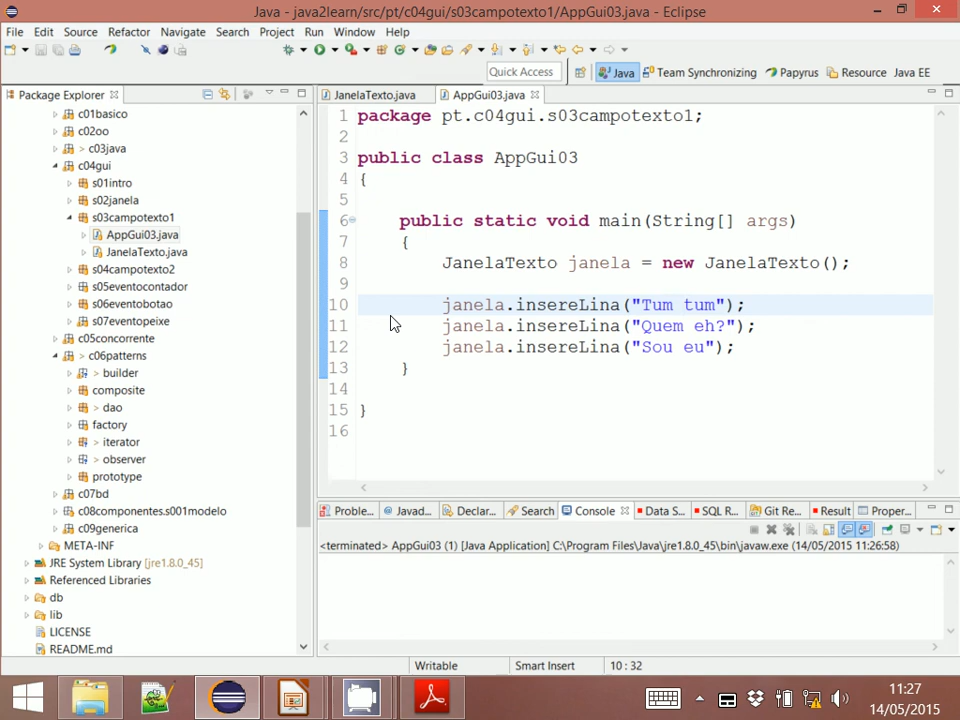 Java - java2learn/src/pt/c04gui/s03campotexto1/AppGui03.java - Eclipse
File Edit Source Refactor Navigate Search Project Run Window Help
Quick Access
Java
Team Synchronizing
Papyrus
Resource
Java EE
Package Explorer
c01basico
c02oo
> c03java
c04gui
s01intro
s02janela
s03campotexto1
AppGui03.java
JanelaTexto.java
s04campotexto2
s05eventocontador
s06eventobotao
s07eventopeixe
c05concorrente
> c06patterns
builder
composite
> dao
factory
> iterator
> observer
prototype
c07bd
c08componentes.s001modelo
c09generica
META-INF
JRE System Library [jre1.8.0_45]
Referenced Libraries
db
lib
LICENSE
README.md
JanelaTexto.java
AppGui03.java
1 package pt.c04gui.s03campotexto1;
2
3 public class AppGui03
4 {
5
6 public static void main(String[] args)
7 {
8 JanelaTexto janela = new JanelaTexto();
9
10 janela.insereLina("Tum tum");
11 janela.insereLina("Quem eh?");
12 janela.insereLina("Sou eu");
13 }
14
15 }
16
Proble... Javad... Declar... Search Console Data S... SQL R... Git Re... Result Proper...
<terminated> AppGui03 (1) [Java Application] C:\Program Files\Java\jre1.8.0_45\bin\javaw.exe (14/05/2015 11:26:58)
Writable
Smart Insert
10 : 32
11:27
14/05/2015